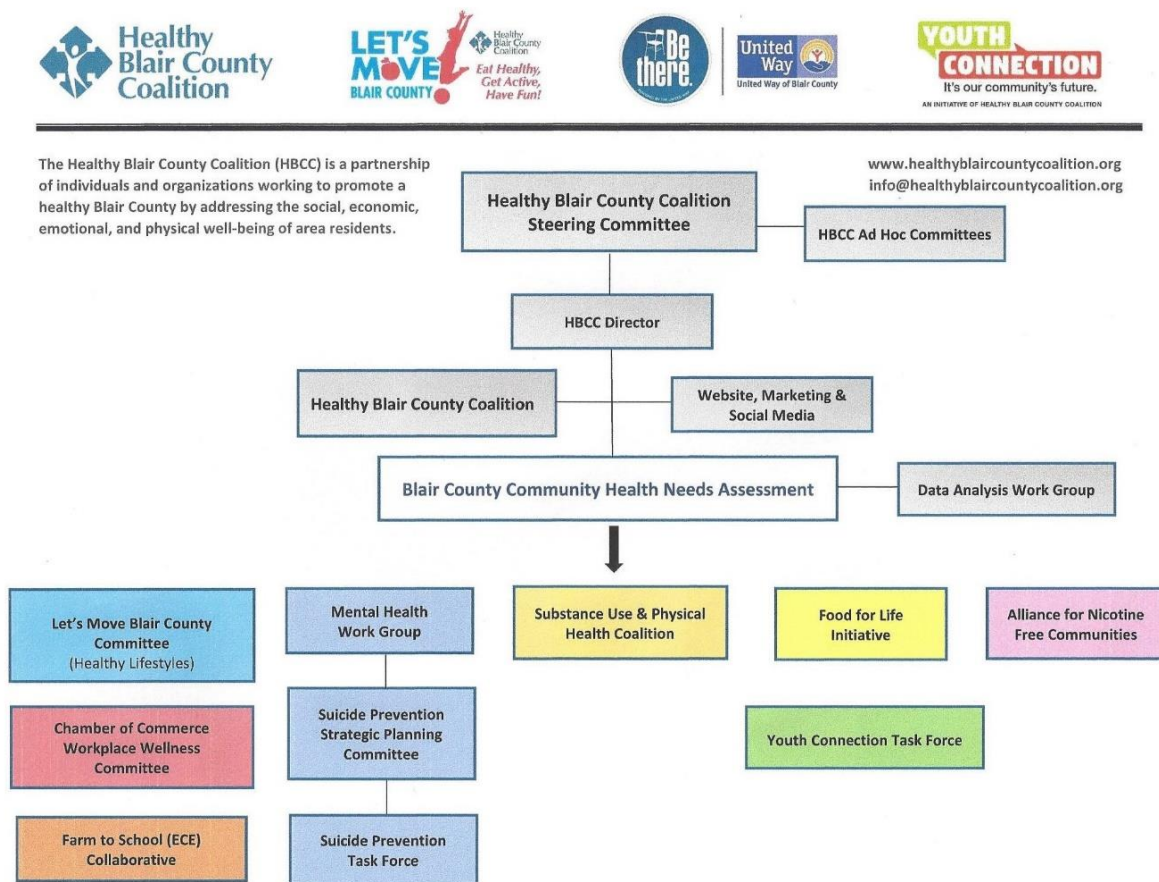 Healthy
Blair County
Coalition
LET'S
MOVE
BLAIR COUNTY
Healthy
Blair County
Coalition
Eat Healthy,
Get Active,
Have Fun!
Be
there.
United
Way
United Way of Blair County
YOUTH
CONNECTION
It's our community's future.
AN INITIATIVE OF HEALTHY BLAIR COUNTY COALITION
The Healthy Blair County Coalition (HBCC) is a partnership
of individuals and organizations working to promote a
healthy Blair County by addressing the social, economic,
emotional, and physical well-being of area residents.
www.healthyblaircountycoalition.org
info@healthyblaircountycoalition.org
Healthy Blair County Coalition
Steering Committee
HBCC Ad Hoc Committees
HBCC Director
Healthy Blair County Coalition
Website, Marketing &
Social Media
Blair County Community Health Needs Assessment
Data Analysis Work Group
Let's Move Blair County
Committee
(Healthy Lifestyles)
Mental Health
Work Group
Substance Use & Physical
Health Coalition
Food for Life
Initiative
Alliance for Nicotine
Free Communities
Chamber of Commerce
Workplace Wellness
Committee
Suicide Prevention
Strategic Planning
Committee
Youth Connection Task Force
Farm to School (ECE)
Collaborative
Suicide Prevention
Task Force